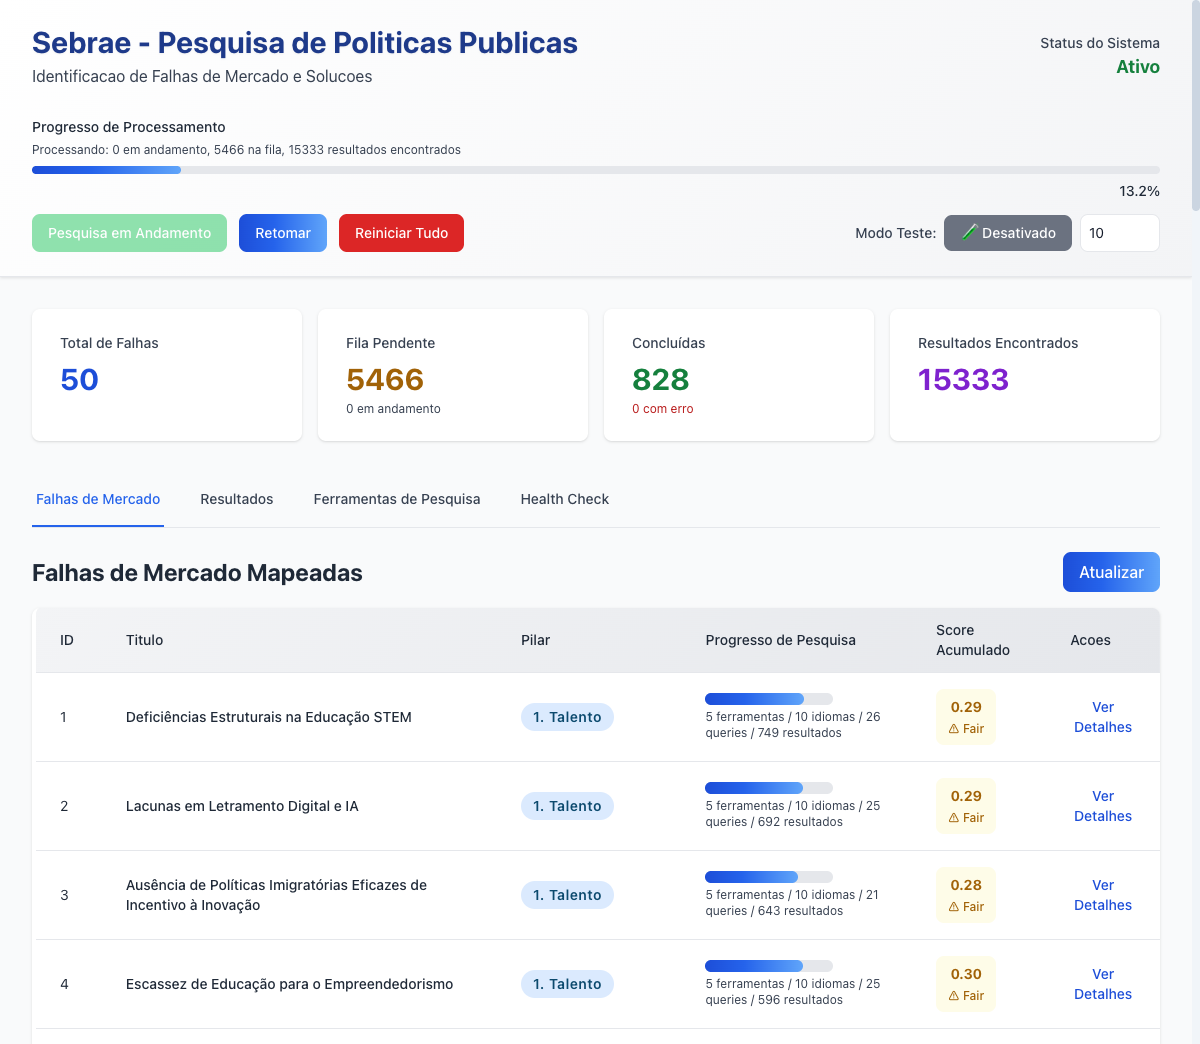 Sebrae - Pesquisa de Politicas Publicas
Identificacao de Falhas de Mercado e Solucoes
Status do Sistema
Ativo
Progresso de Processamento
Processando: 0 em andamento, 5466 na fila, 15333 resultados encontrados
13.2%
Pesquisa em Andamento
Retomar
Reiniciar Tudo
Modo Teste:
Desativado
10
Total de Falhas
50
Fila Pendente
5466
0 em andamento
Concluídas
828
0 com erro
Resultados Encontrados
15333
Falhas de Mercado
Resultados
Ferramentas de Pesquisa
Health Check
Falhas de Mercado Mapeadas
Atualizar
ID
Titulo
Pilar
Progresso de Pesquisa
Score
Acumulado
Acoes
1
Deficiências Estruturais na Educação STEM
1. Talento
5 ferramentas / 10 idiomas / 26
queries / 749 resultados
0.29
⚠ Fair
Ver
Detalhes
2
Lacunas em Letramento Digital e IA
1. Talento
5 ferramentas / 10 idiomas / 25
queries / 692 resultados
0.29
⚠ Fair
Ver
Detalhes
3
Ausência de Políticas Imigratórias Eficazes de
Incentivo à Inovação
1. Talento
5 ferramentas / 10 idiomas / 21
queries / 643 resultados
0.28
⚠ Fair
Ver
Detalhes
4
Escassez de Educação para o Empreendedorismo
1. Talento
5 ferramentas / 10 idiomas / 25
queries / 596 resultados
0.30
⚠ Fair
Ver
Detalhes